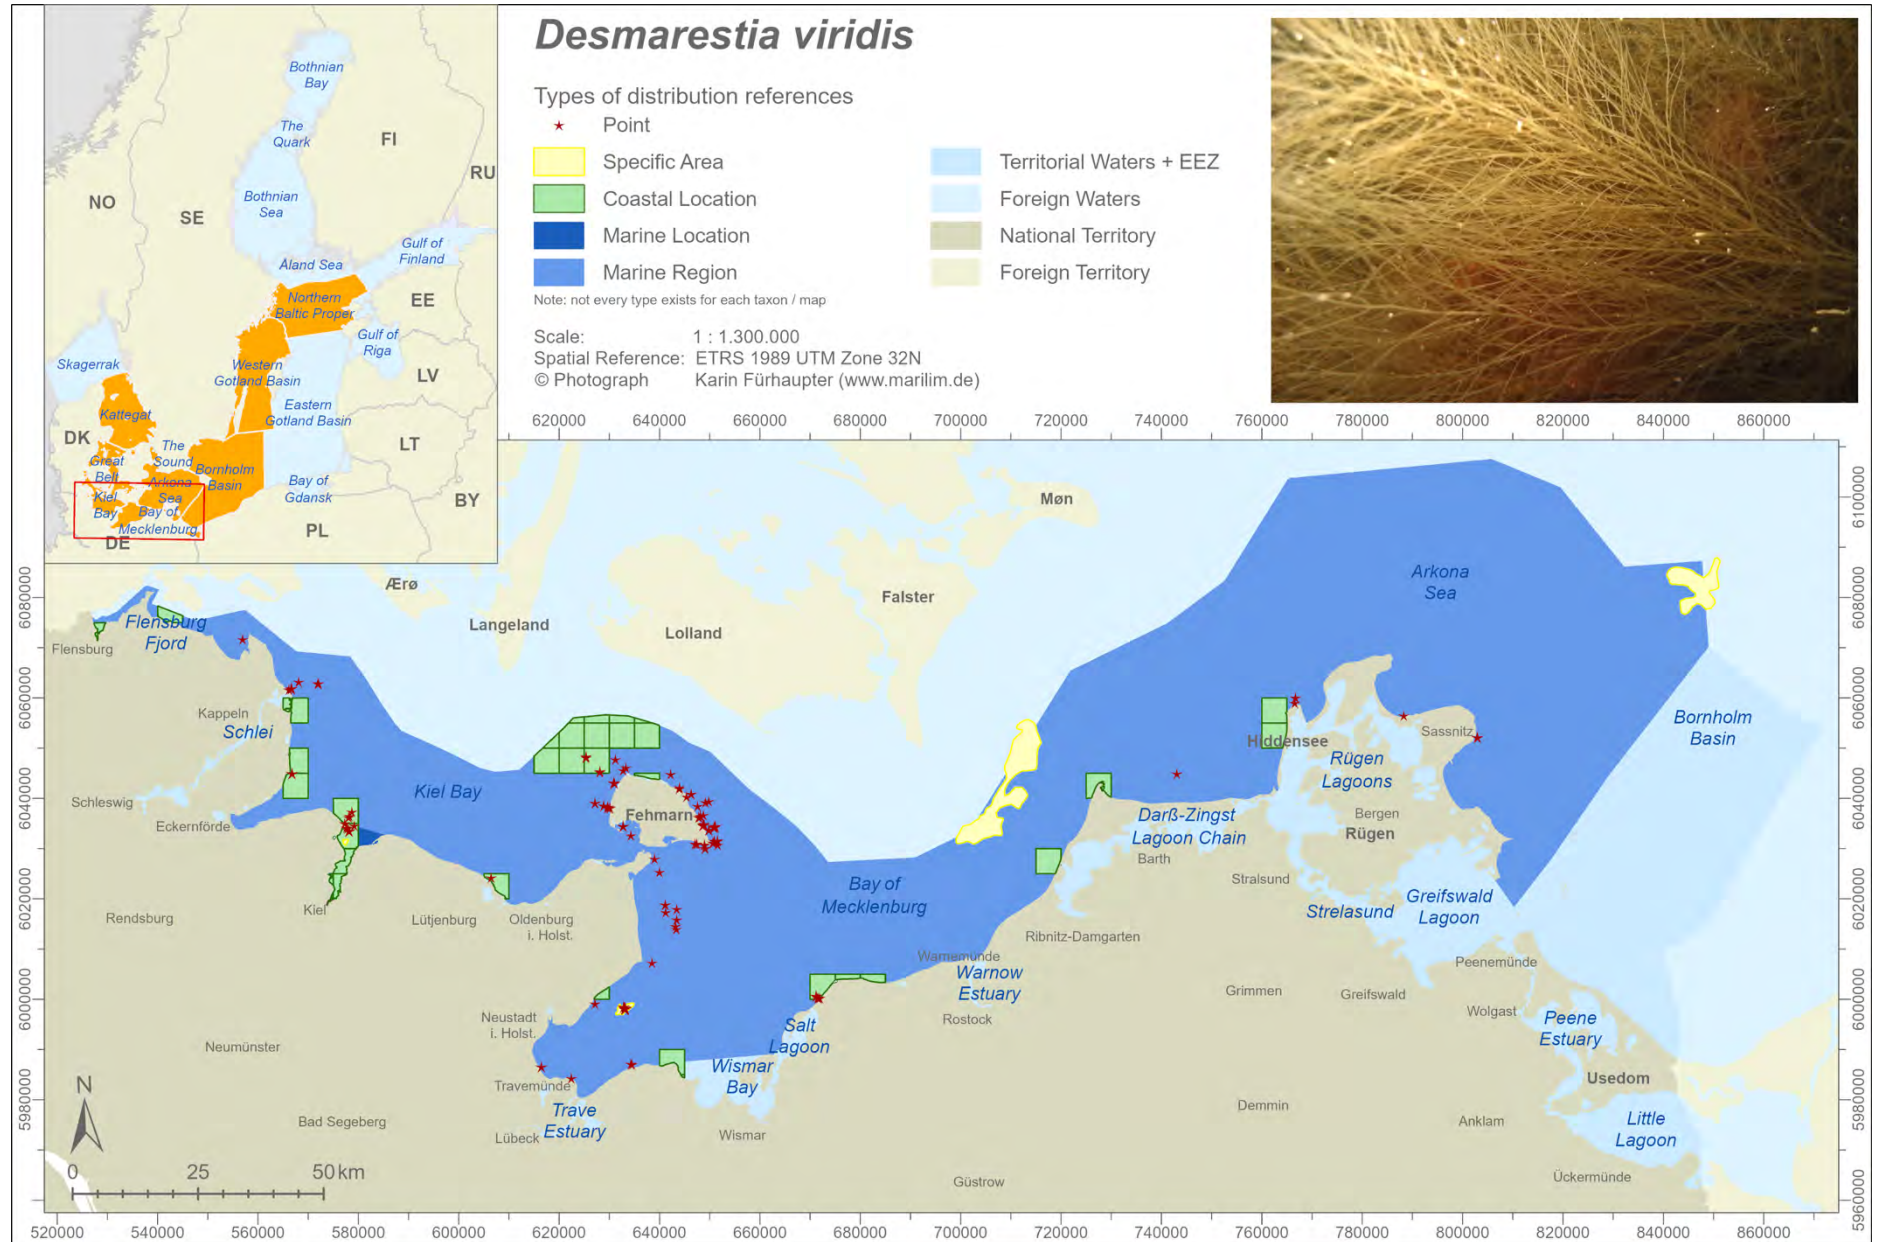 Desmarestia viridis
Types of distribution references
Point
Specific Area
Coastal Location
Marine Location
Marine Region
Territorial Waters + EEZ
Foreign Waters
National Territory
Foreign Territory
Note: not every type exists for each taxon / map
Scale: 1 : 1.300.000
Spatial Reference: ETRS 1989 UTM Zone 32N
© Photograph Karin Fürhaupter (www.marilim.de)
Bothnian
Bay
The
Quark
FI
RU
NO
SE
Bothnian
Sea
Gulf of
Finland
Åland Sea
Northern
Baltic Proper
EE
Gulf of
Riga
Skagerrak
Western
Gotland Basin
LV
Kattegat
Eastern
Gotland Basin
DK
The
Sound
LT
Great
Belt
Arkona
Sea
Bornholm
Basin
Bay of
Gdansk
Kiel
Bay
Bay of
Mecklenburg
BY
DE
PL
620000 640000 660000 680000 700000 720000 740000 760000 780000 800000 820000 840000 860000
6100000
6080000
6060000
6040000
6020000
6000000
5980000
5960000
6080000
6060000
6040000
6020000
6000000
5980000
Møn
Ærø
Langeland
Lolland
Falster
Arkona
Sea
Flensburg
Flensburg
Fjord
Kappeln
Schlei
Schleswig
Eckernförde
Kiel Bay
Fehmarn
Hiddensee
Sassnitz
Rügen
Lagoons
Bornholm
Basin
Bergen
Rügen
Darß-Zingst
Lagoon Chain
Barth
Stralsund
Strelasund
Greifswald
Lagoon
Bay of
Mecklenburg
Rendsburg
Kiel
Lütjenburg
Oldenburg
i. Holst.
Ribnitz-Damgarten
Warnemünde
Warnow
Estuary
Rostock
Peenemünde
Grimmen
Greifswald
Wolgast
Peene
Estuary
Usedom
Neustadt
i. Holst.
Neumünster
Salt
Lagoon
Wismar
Bay
Travemünde
Trave
Estuary
Lübeck
Bad Segeberg
Wismar
Demmin
Anklam
Little
Lagoon
Güstrow
Ückermünde
N
0 25 50 km
520000 540000 560000 580000 600000 620000 640000 660000 680000 700000 720000 740000 760000 780000 800000 820000 840000 860000